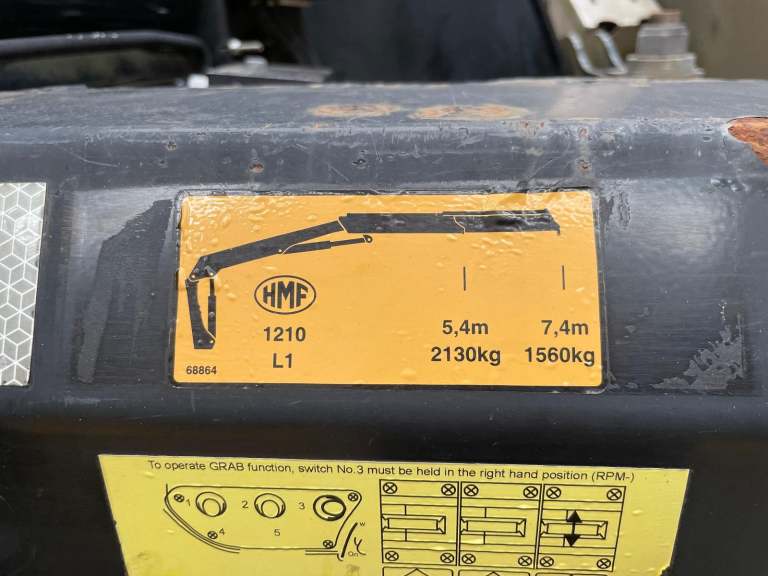 HMF
1210
L1
68864
5,4m 7,4m
2130kg 1560kg
To operate GRAB function, switch No.3 must be held in the right hand position (RPM-)
1 2 3
4 5
On